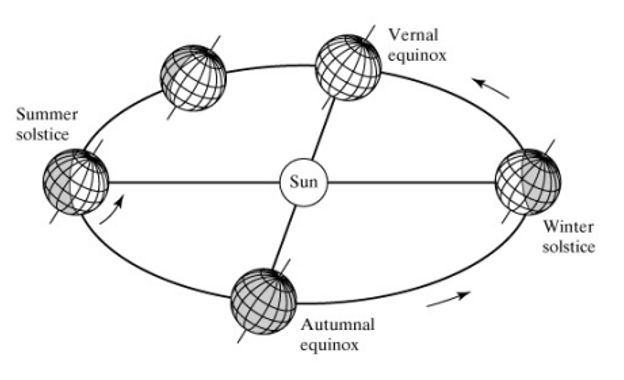 Vernal
equinox
Summer
solstice
Sun
Winter
solstice
Autumnal
equinox